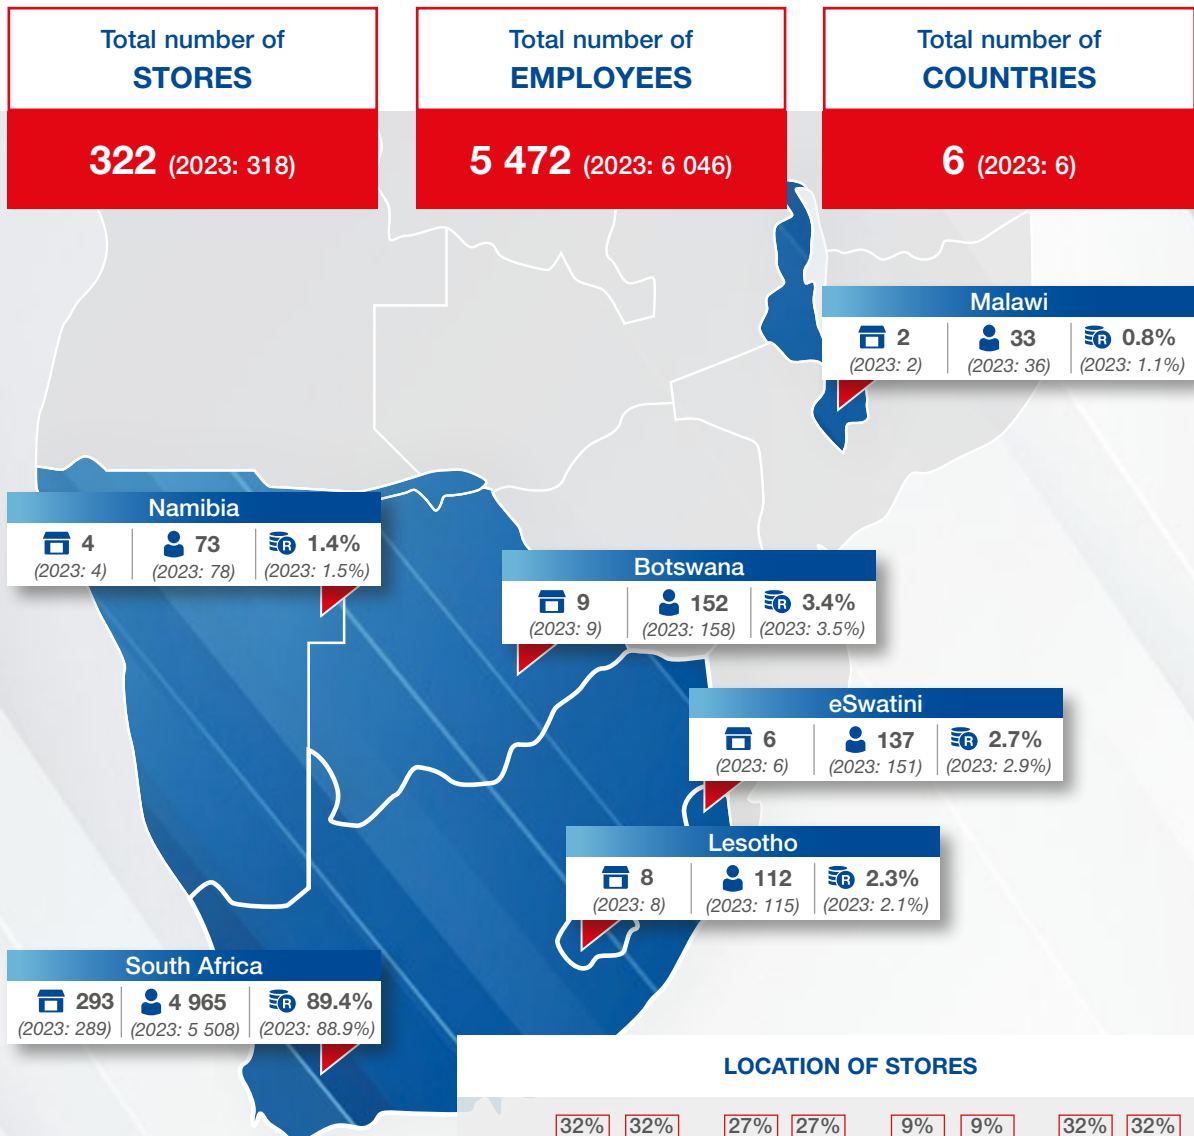 Total number of
STORES
322 (2023: 318)
Total number of
EMPLOYEES
5 472 (2023: 6 046)
Total number of
COUNTRIES
6 (2023: 6)
Malawi
2
(2023: 2)
33
(2023: 36)
R 0.8%
(2023: 1.1%)
Namibia
4
(2023: 4)
73
(2023: 78)
R 1.4%
(2023: 1.5%)
Botswana
9
(2023: 9)
152
(2023: 158)
R 3.4%
(2023: 3.5%)
eSwatini
6
(2023: 6)
137
(2023: 151)
R 2.7%
(2023: 2.9%)
Lesotho
8
(2023: 8)
112
(2023: 115)
R 2.3%
(2023: 2.1%)
South Africa
293
(2023: 289)
4 965
(2023: 5 508)
R 89.4%
(2023: 88.9%)
LOCATION OF STORES
32% 32% 27% 27% 9% 9% 32% 32%